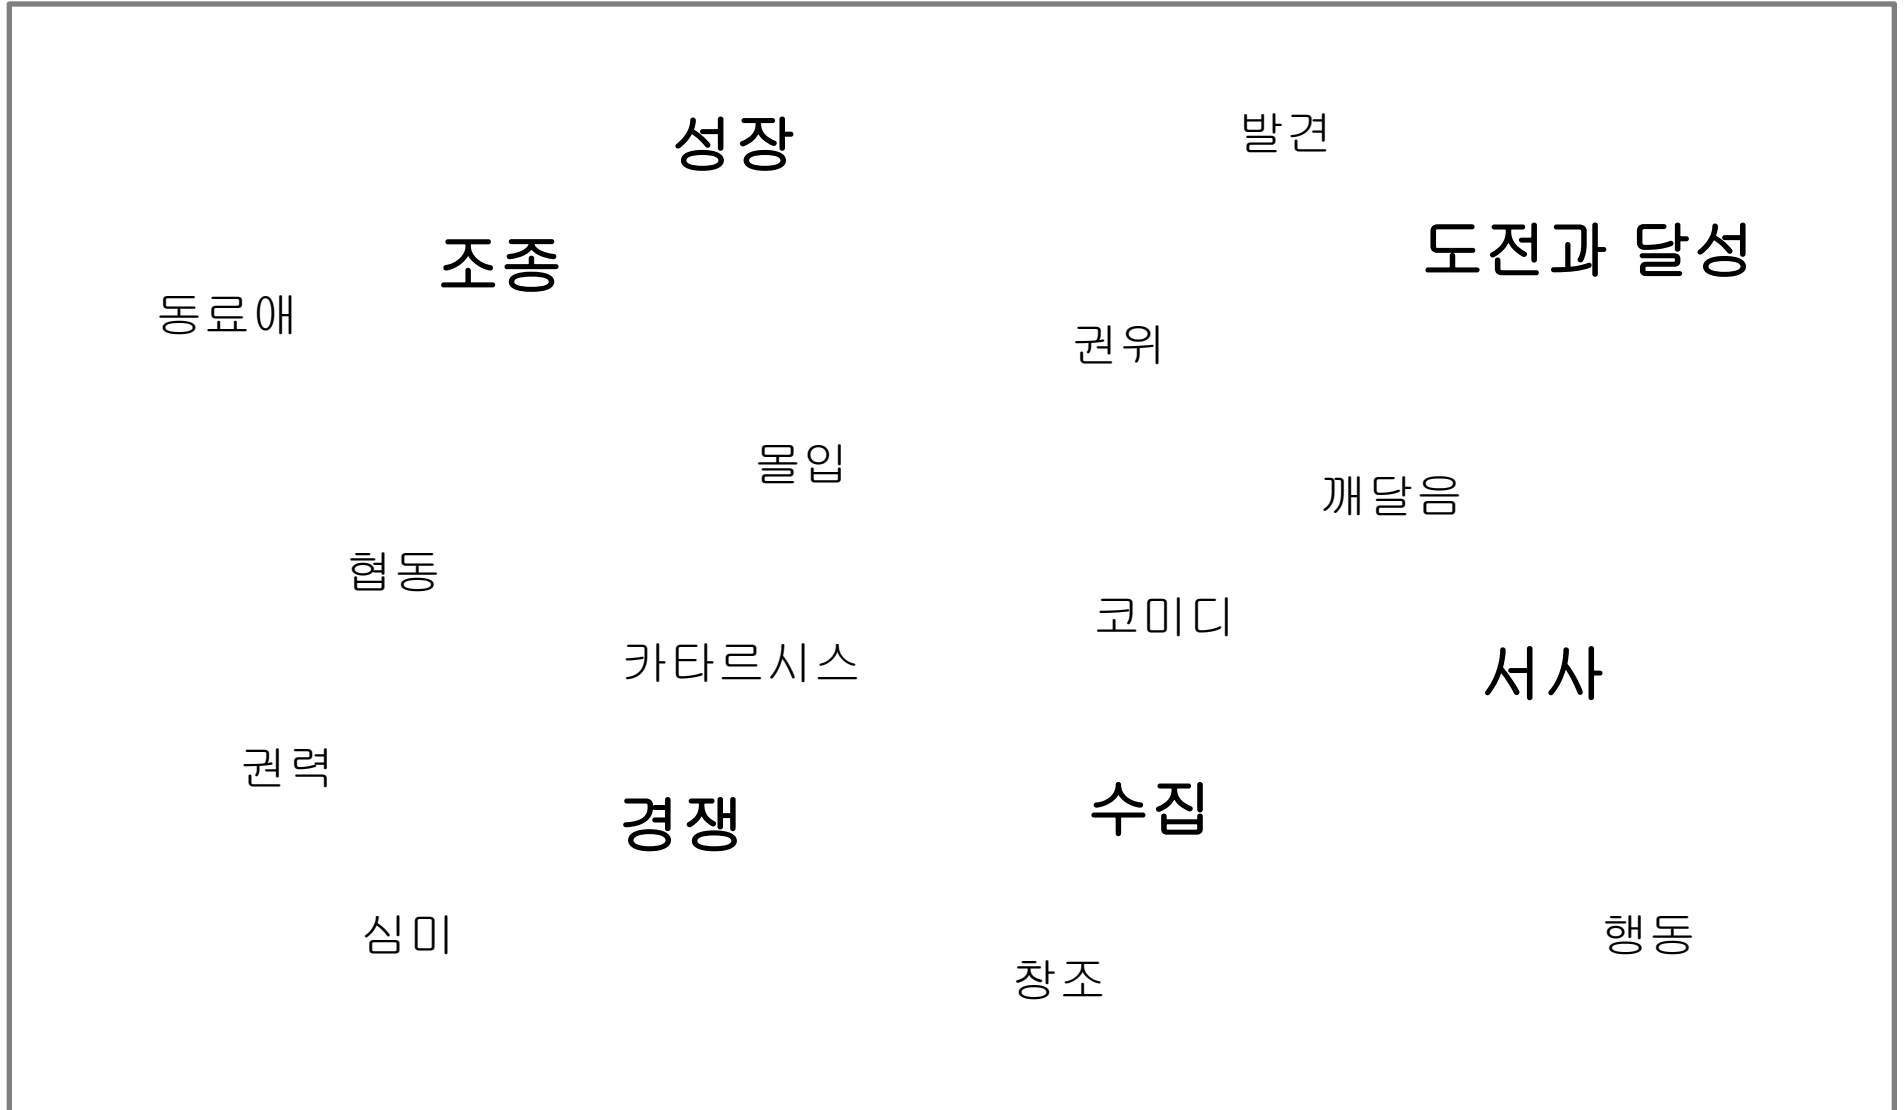 성장
발견
조종
도전과 달성
동료애
권위
몰입
깨달음
협동
코미디
카타르시스
서사
권력
경쟁
수집
심미
행동
창조